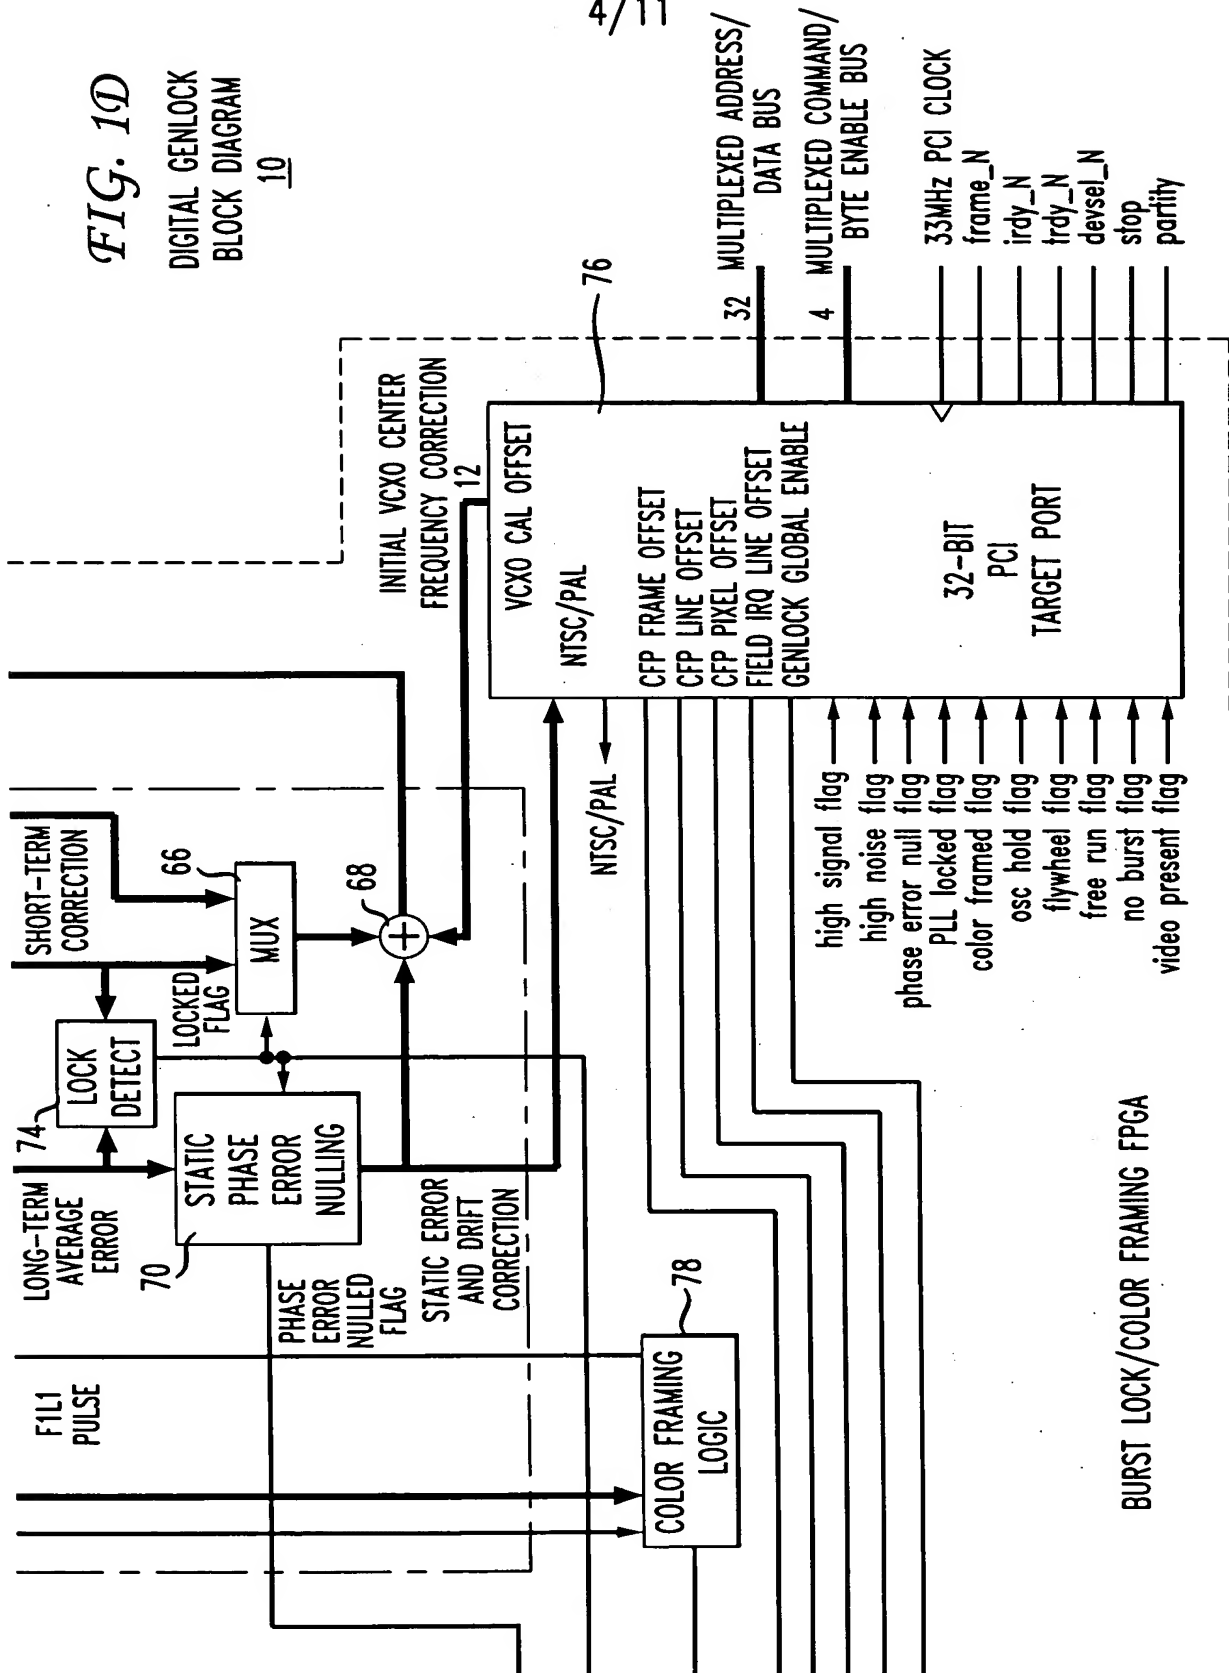 4/11
FIG. 1D
DIGITAL GENLOCK
BLOCK DIAGRAM
10
SHORT-TERM
CORRECTION
66
MUX
LOCKED
FLAG
68
LOCK
DETECT
74
LONG-TERM
AVERAGE
ERROR
STATIC
PHASE
ERROR
NULLING
70
PHASE
ERROR
NULLED
FLAG
STATIC ERROR
AND DRIFT
CORRECTION
F1L1
PULSE
COLOR FRAMING
LOGIC
78
INITIAL VCXO CENTER
FREQUENCY CORRECTION
12
76
VCXO CAL OFFSET
NTSC/PAL
CFP FRAME OFFSET
CFP LINE OFFSET
CFP PIXEL OFFSET
FIELD IRQ LINE OFFSET
GENLOCK GLOBAL ENABLE
32-BIT
PCI
TARGET PORT
NTSC/PAL
high signal flag
high noise flag
phase error null flag
PLL locked flag
color framed flag
osc hold flag
flywheel flag
free run flag
no burst flag
video present flag
32 MULTIPLEXED ADDRESS/
DATA BUS
4 MULTIPLEXED COMMAND/
BYTE ENABLE BUS
33MHz PCI CLOCK
frame_N
irdy_N
trdy_N
devsel_N
stop
partity
BURST LOCK/COLOR FRAMING FPGA